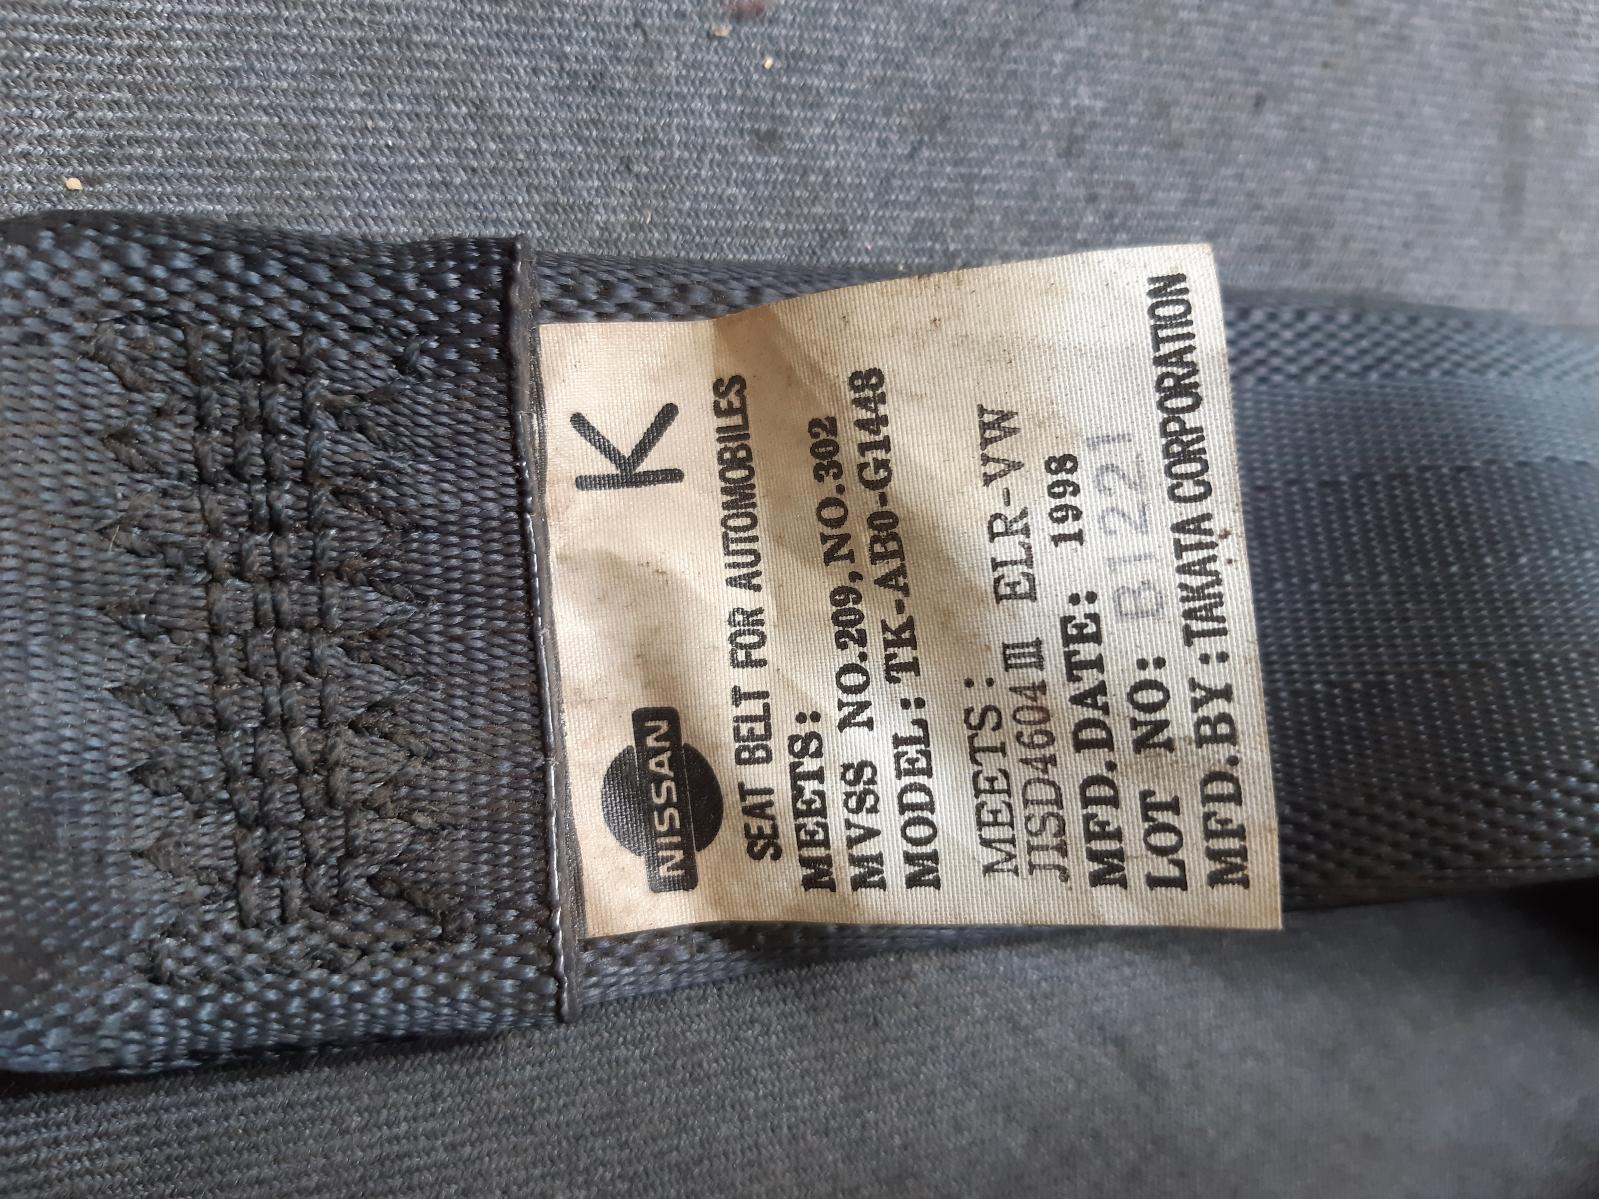 NISSAN K
SEAT BELT FOR AUTOMOBILES
MEETS:
MVSS NO.209,NO.302
MODEL:TK-AB0-G1448
MEETS:
JISD4604 III ELR-VW
MFD.DATE: 1998
LOT NO: B1221
MFD.BY:TAKATA CORPORATION